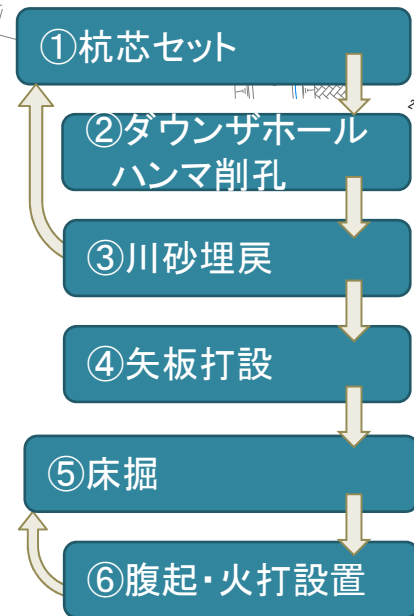 ①杭芯セット
②ダウンザホール
ハンマ削孔
③川砂埋戻
④矢板打設
⑤床掘
⑥腹起・火打設置
2